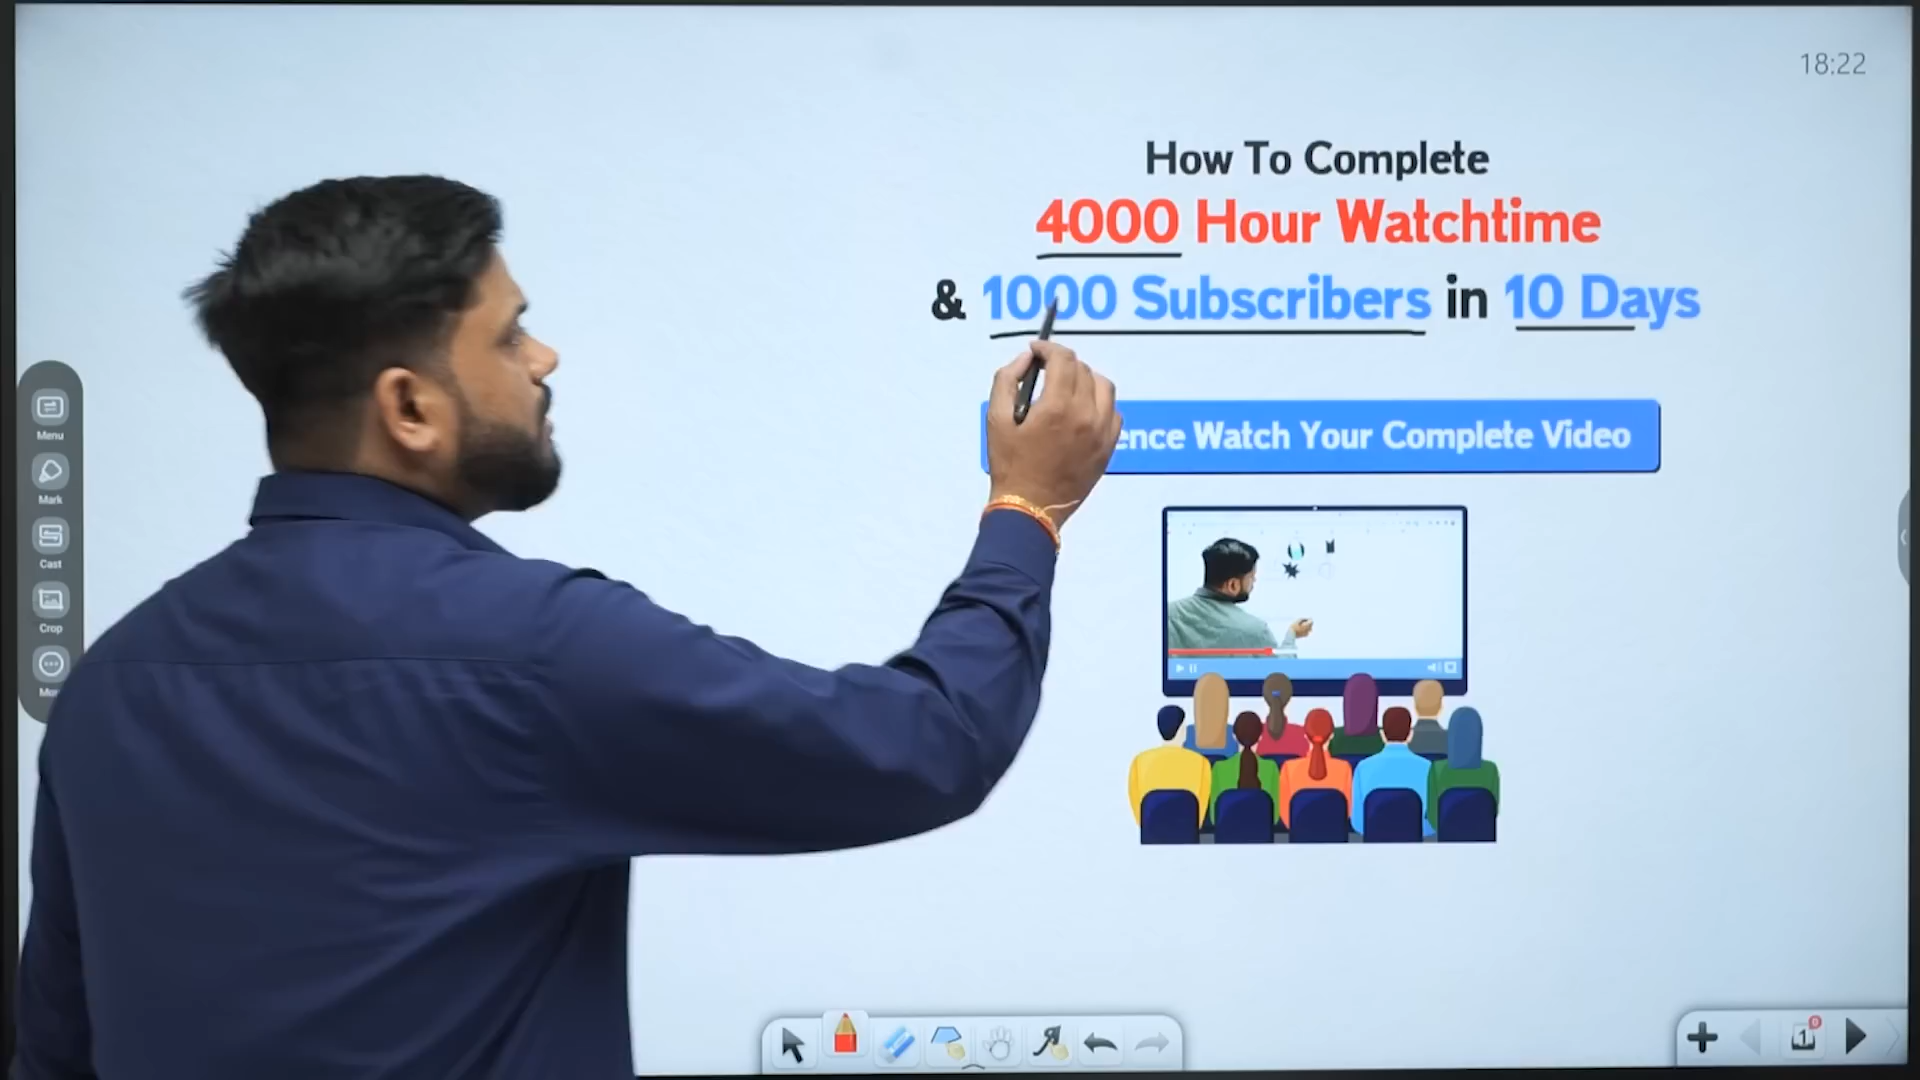 18:22
How To Complete
4000 Hour Watchtime
& 1000 Subscribers in 10 Days
Watch Your Complete Video
Menu
Mark
Cast
Crop
1